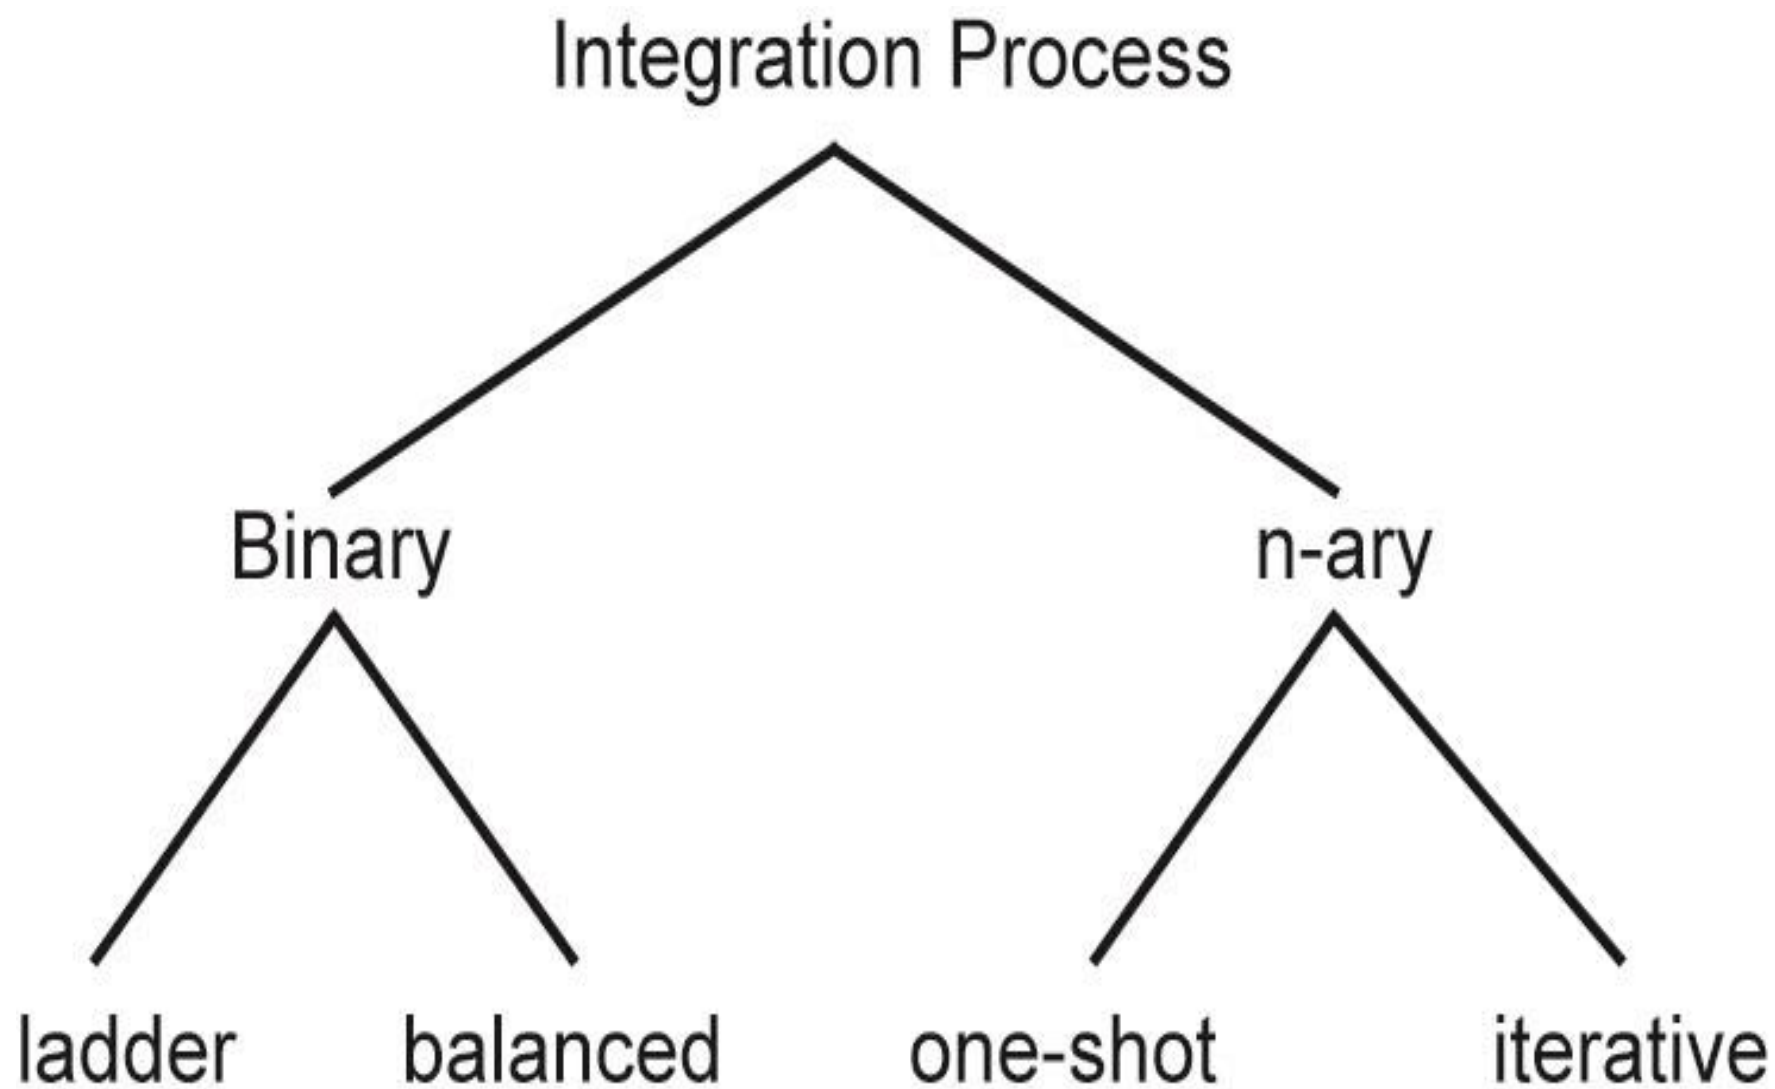 Integration Process
Binary
n-ary
ladder
balanced
one-shot
iterative